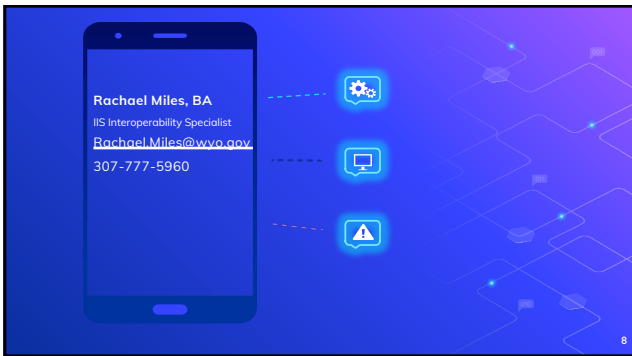 Rachael Miles, BA
IIS Interoperability Specialist
Rachael.Miles@wyo.gov
307-777-5960
8